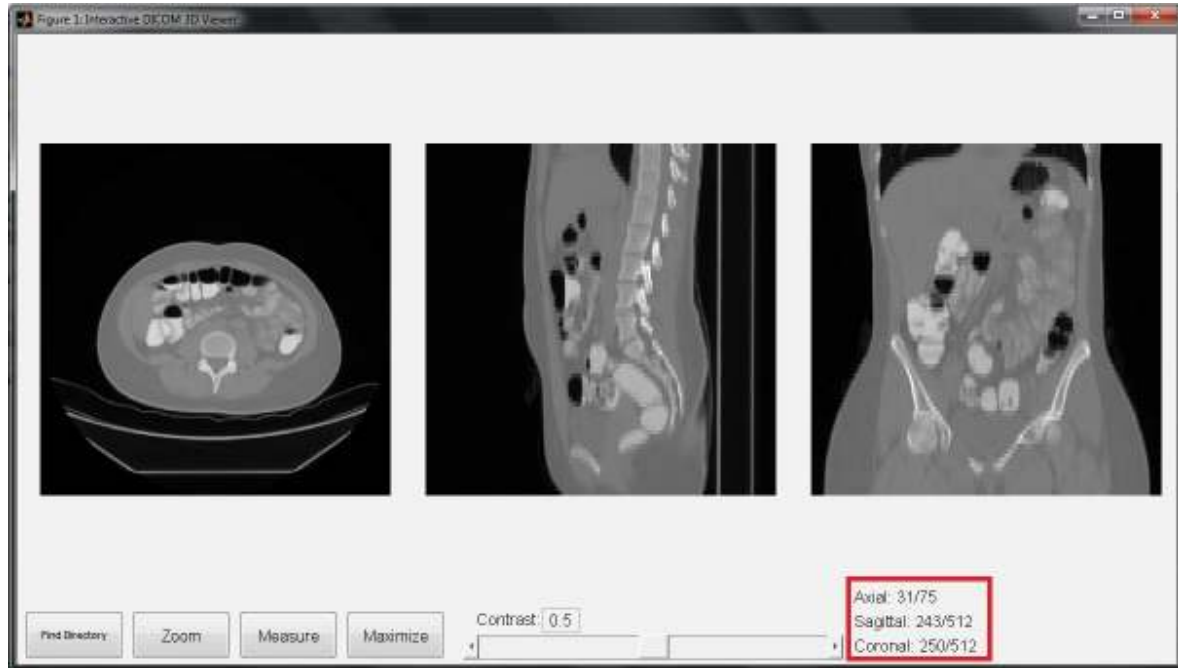 Figure 1: Interactive DICOM 3D Viewer
Find Directory
Zoom
Measure
Maximize
Contrast: 0.5
Axial: 31/75
Sagittal: 243/512
Coronal: 250/512